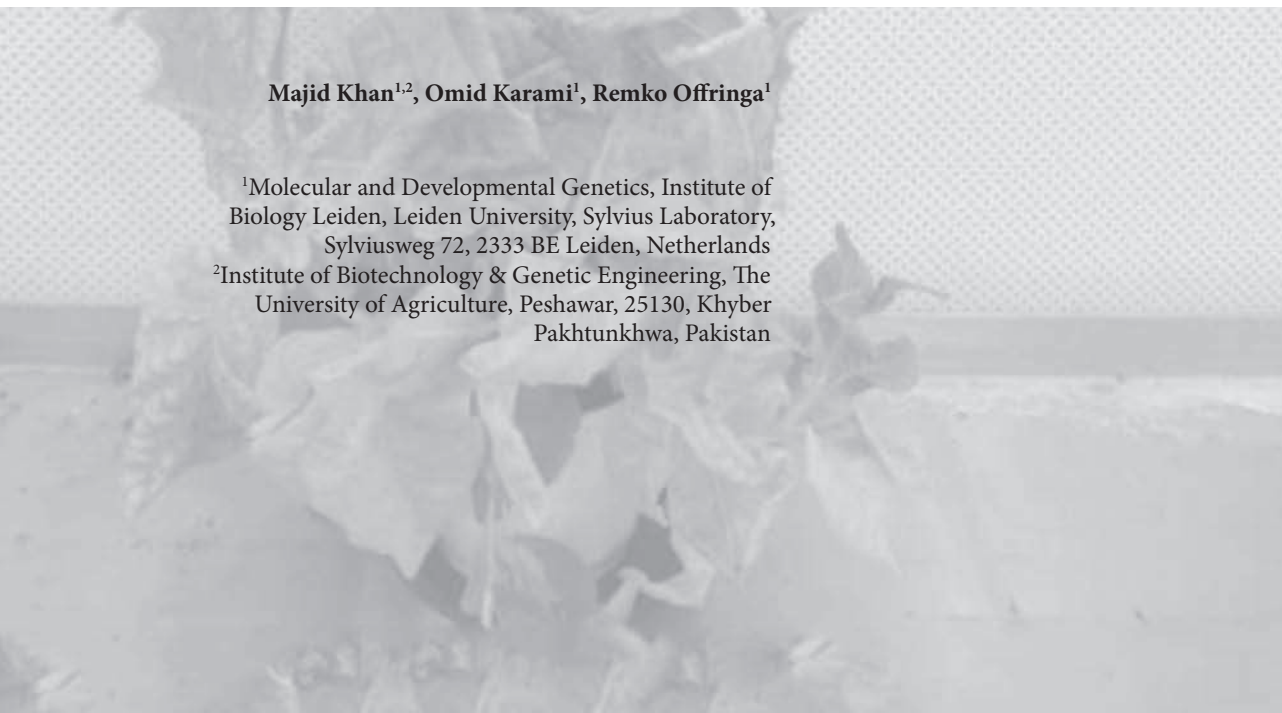 Majid Khan1,2, Omid Karami1, Remko Offringa1
1Molecular and Developmental Genetics, Institute of
Biology Leiden, Leiden University, Sylvius Laboratory,
Sylviusweg 72, 2333 BE Leiden, Netherlands
2Institute of Biotechnology & Genetic Engineering, The
University of Agriculture, Peshawar, 25130, Khyber
Pakhtunkhwa, Pakistan